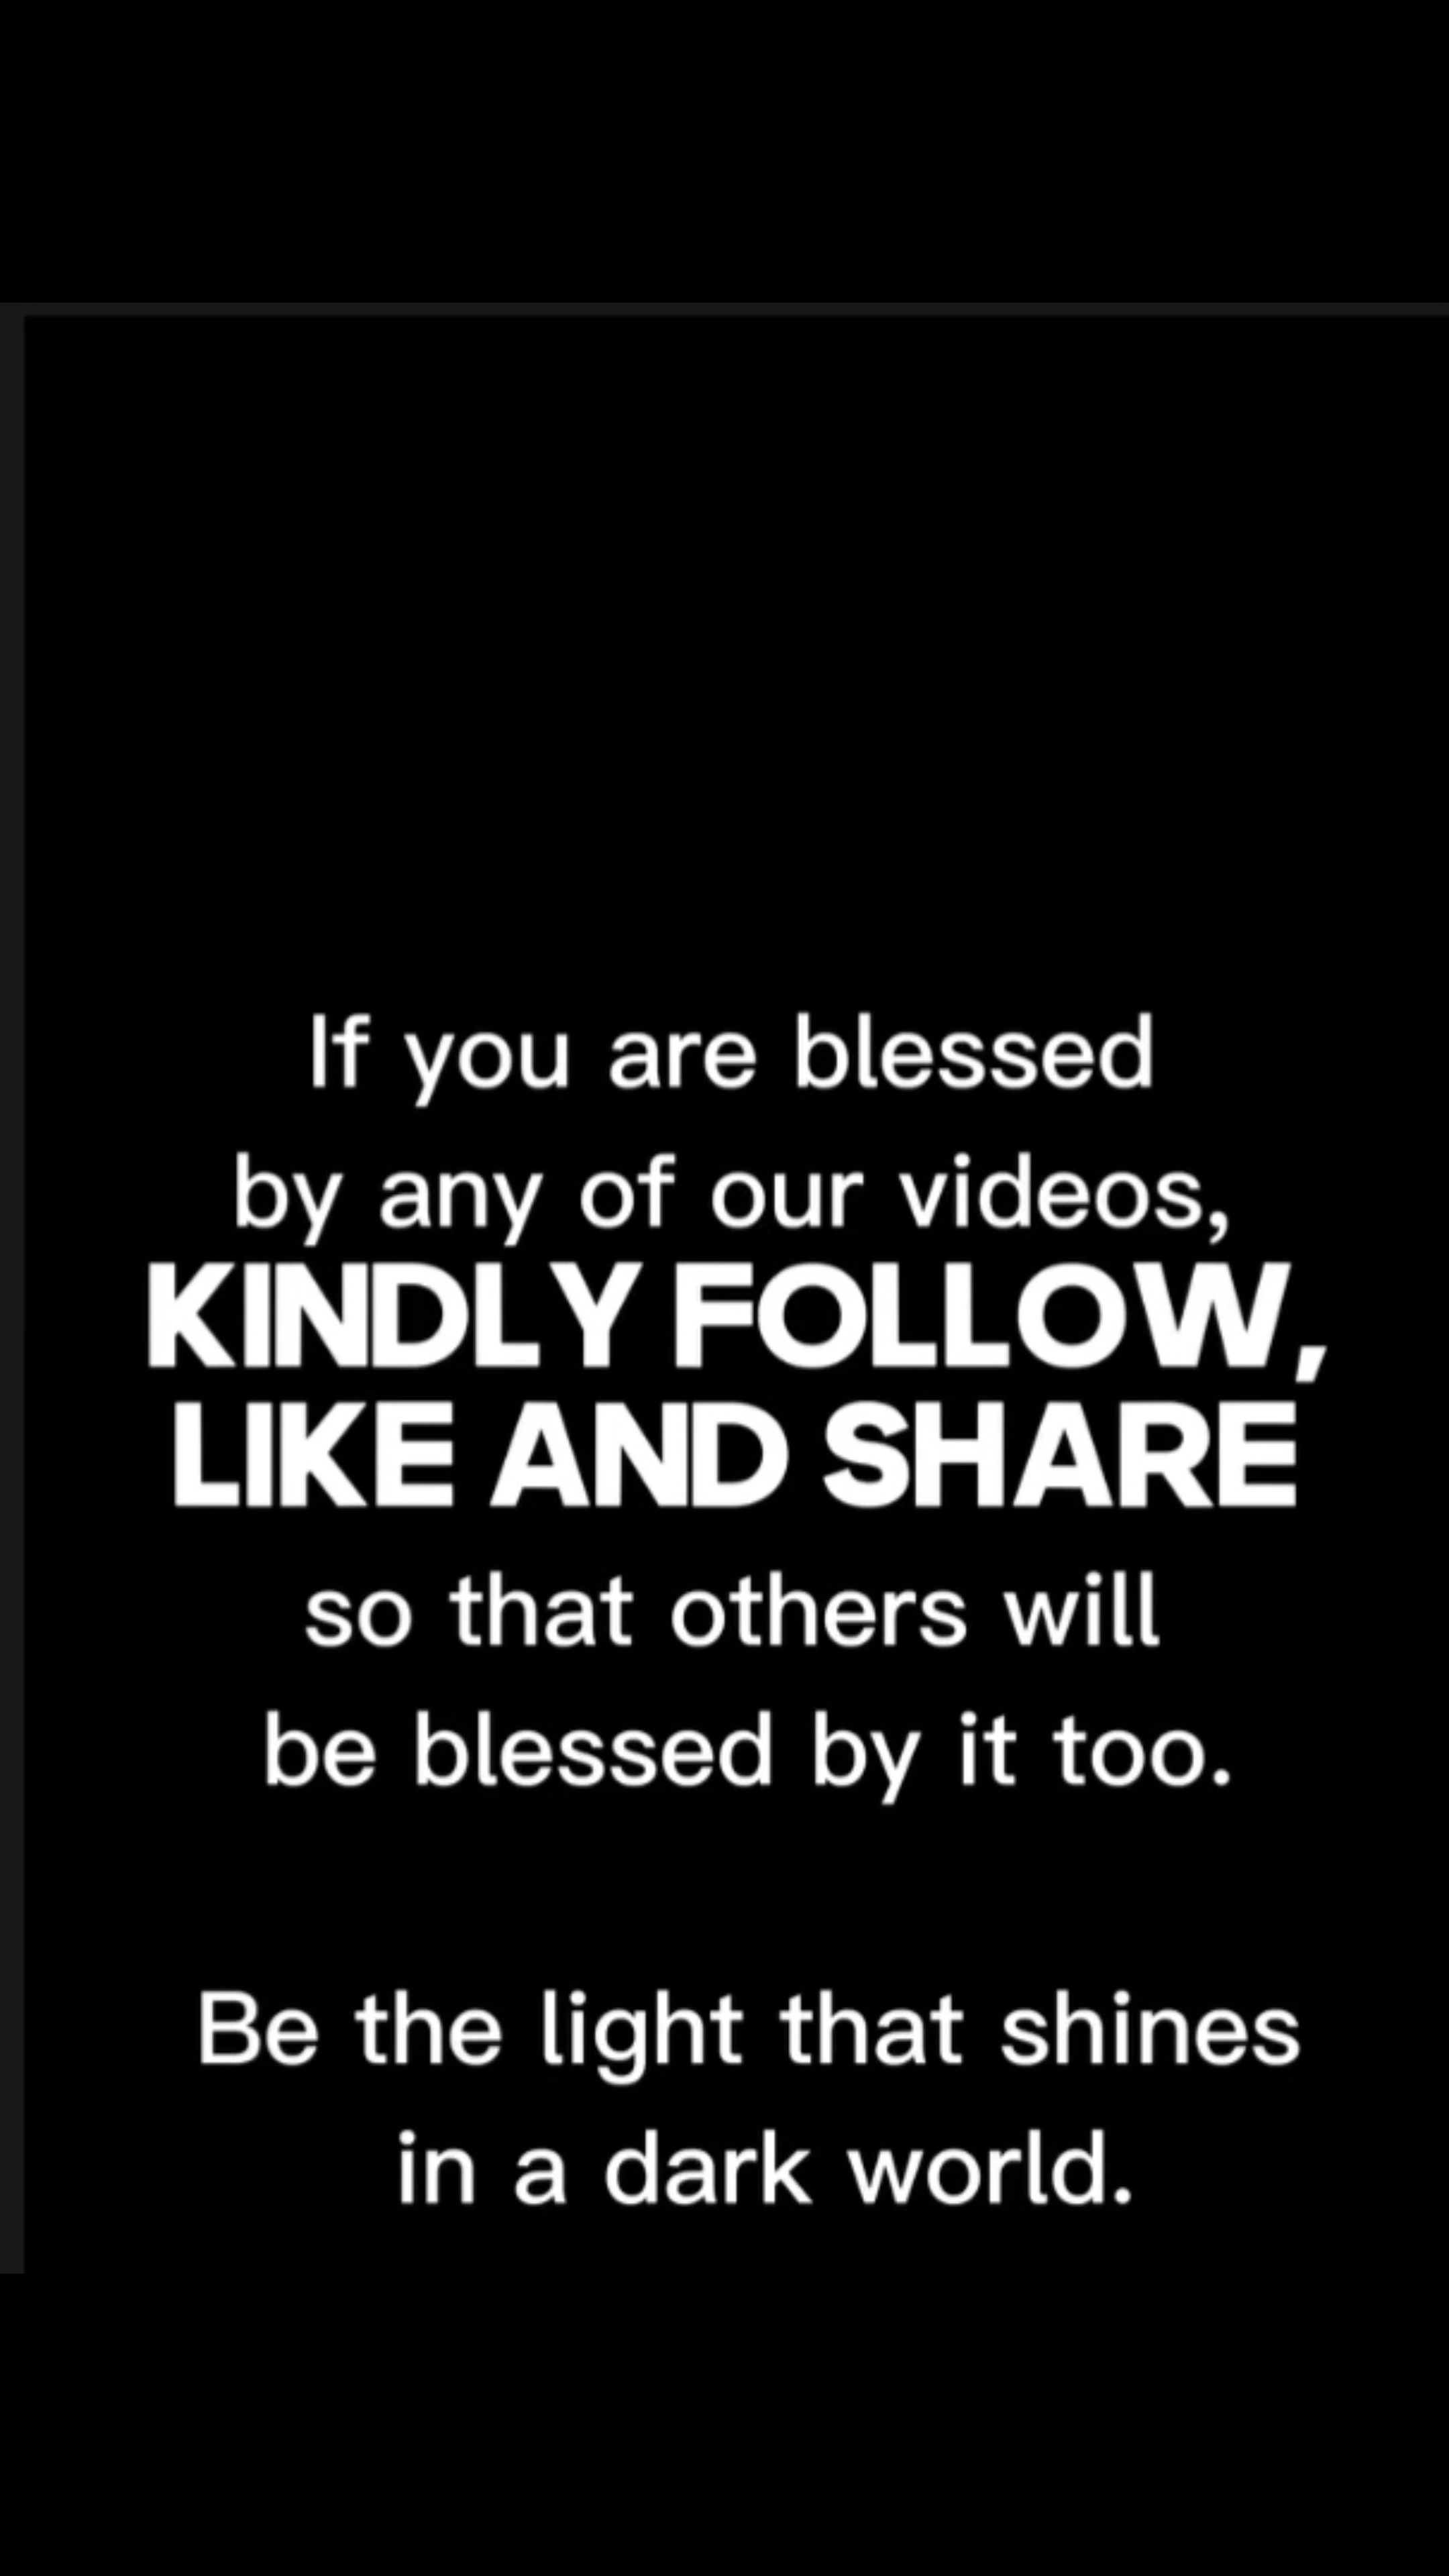 If you are blessed
by any of our videos,
KINDLY FOLLOW,
LIKE AND SHARE
so that others will
be blessed by it too.
Be the light that shines
in a dark world.